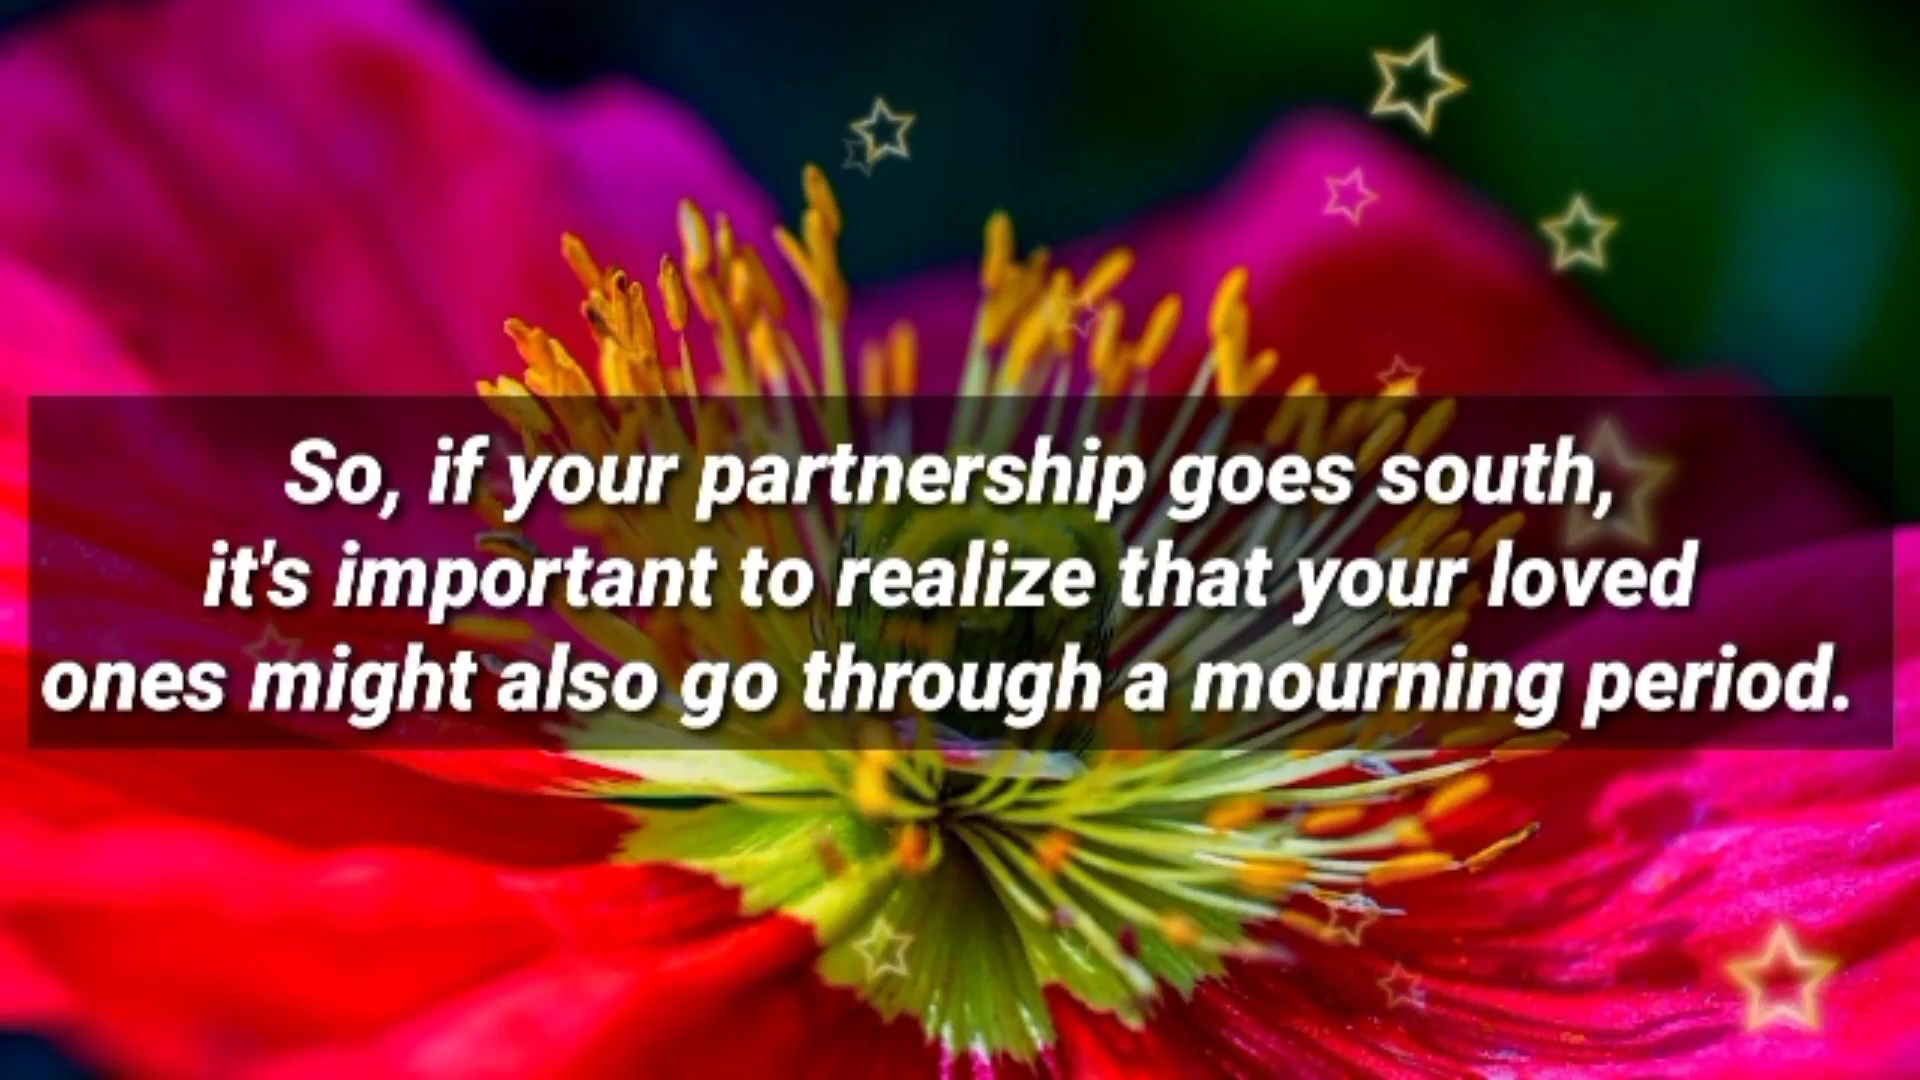 So, if your partnership goes south,
it's important to realize that your loved
ones might also go through a mourning period.